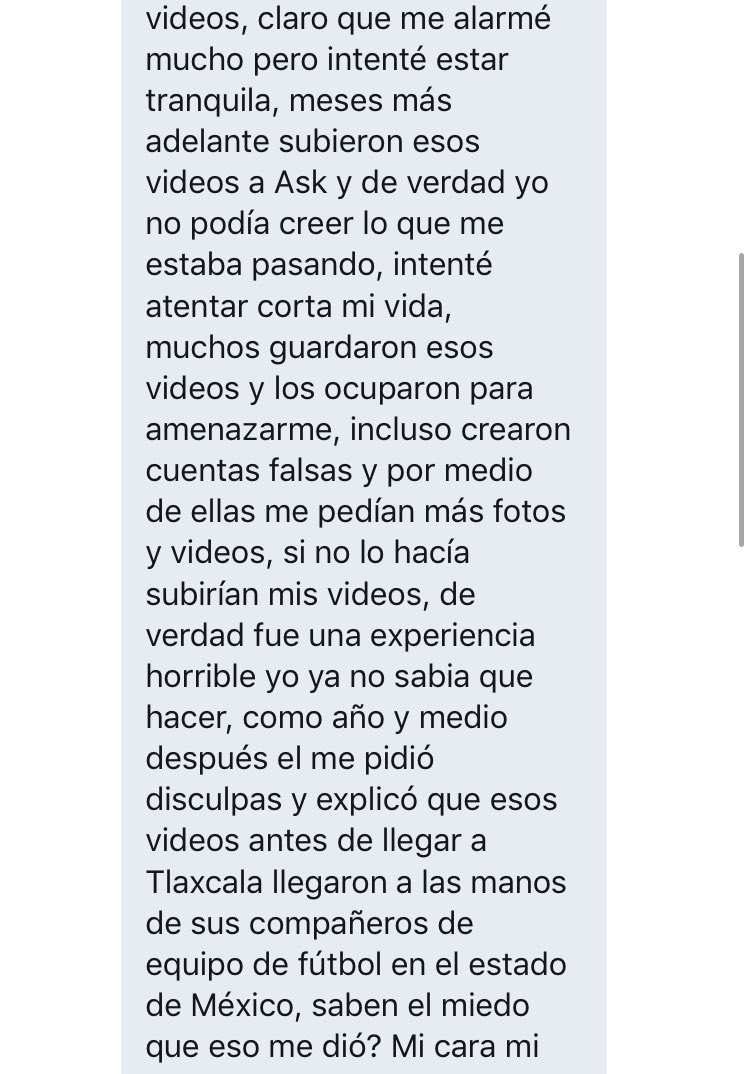 videos, claro que me alarmé
mucho pero intenté estar
tranquila, meses más
adelante subieron esos
videos a Ask y de verdad yo
no podía creer lo que me
estaba pasando, intenté
atentar corta mi vida,
muchos guardaron esos
videos y los ocuparon para
amenazarme, incluso crearon
cuentas falsas y por medio
de ellas me pedían más fotos
y videos, si no lo hacía
subirían mis videos, de
verdad fue una experiencia
horrible yo ya no sabia que
hacer, como año y medio
después el me pidió
disculpas y explicó que esos
videos antes de llegar a
Tlaxcala llegaron a las manos
de sus compañeros de
equipo de fútbol en el estado
de México, saben el miedo
que eso me dió? Mi cara mi